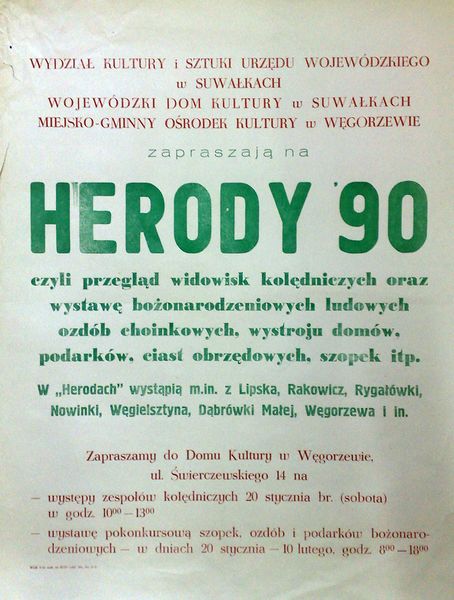 WYDZIAŁ KULTURY i SZTUKI URZĘDU WOJEWÓDZKIEGO
w SUWAŁKACH
WOJEWÓDZKI DOM KULTURY w SUWAŁKACH
MIEJSKO-GMINNY OŚRODEK KULTURY w WĘGORZEWIE
zapraszają na
HERODY '90
czyli przegląd widowisk kolędniczych oraz
wystawę bożonarodzeniowych ludowych
ozdób choinkowych, wystroju domów,
podarków, ciast obrzędowych, szopek itp.
W „Herodach" wystąpią m.in. z Lipska, Rakowicz, Rygałówki,
Nowinki, Węgielsztyna, Dąbrówki Małej, Węgorzewa i in.
Zapraszamy do Domu Kultury w Węgorzewie,
ul. Świerczewskiego 14 na
— występy zespołów kolędniczych 20 stycznia br. (sobota)
w godz. 10⁰⁰—13⁰⁰
— wystawę pokonkursową szopek, ozdób i podarków bożonaro-
dzeniowych — w dniach 20 stycznia — 10 lutego, godz. 8⁰⁰—18⁰⁰